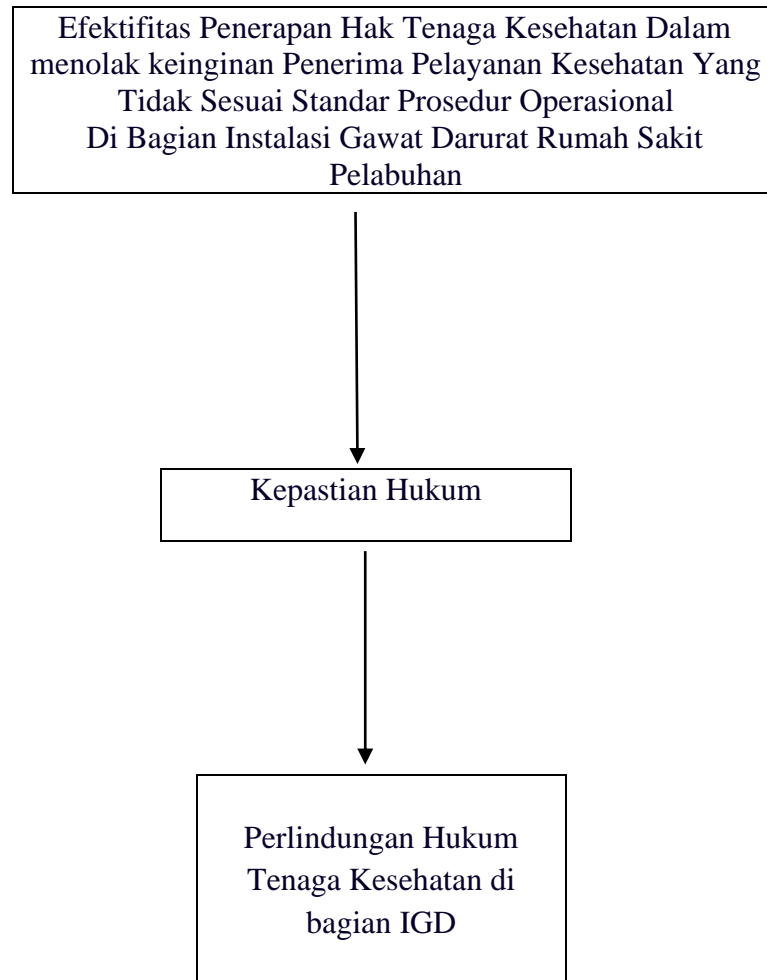 Efektifitas Penerapan Hak Tenaga Kesehatan Dalam
menolak keinginan Penerima Pelayanan Kesehatan Yang
Tidak Sesuai Standar Prosedur Operasional
Di Bagian Instalasi Gawat Darurat Rumah Sakit
Pelabuhan
Kepastian Hukum
Perlindungan Hukum
Tenaga Kesehatan di
bagian IGD